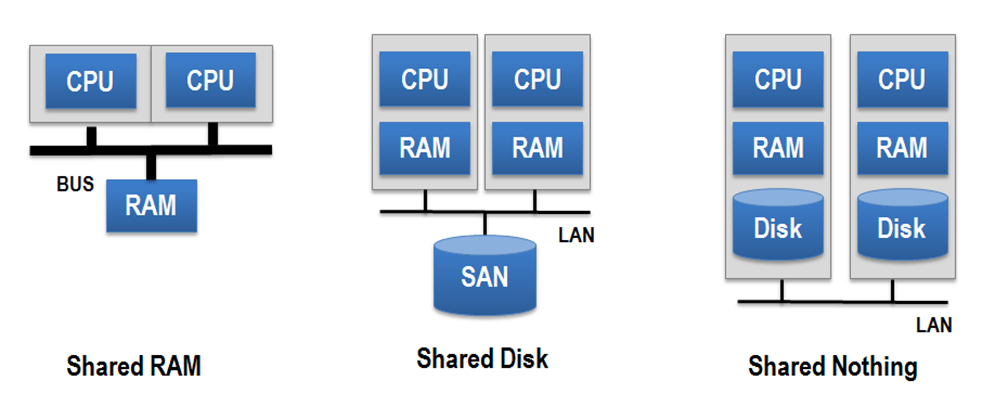 CPU
CPU
BUS
RAM
Shared RAM
CPU
CPU
RAM
RAM
LAN
SAN
Shared Disk
CPU
CPU
RAM
RAM
Disk
Disk
LAN
Shared Nothing